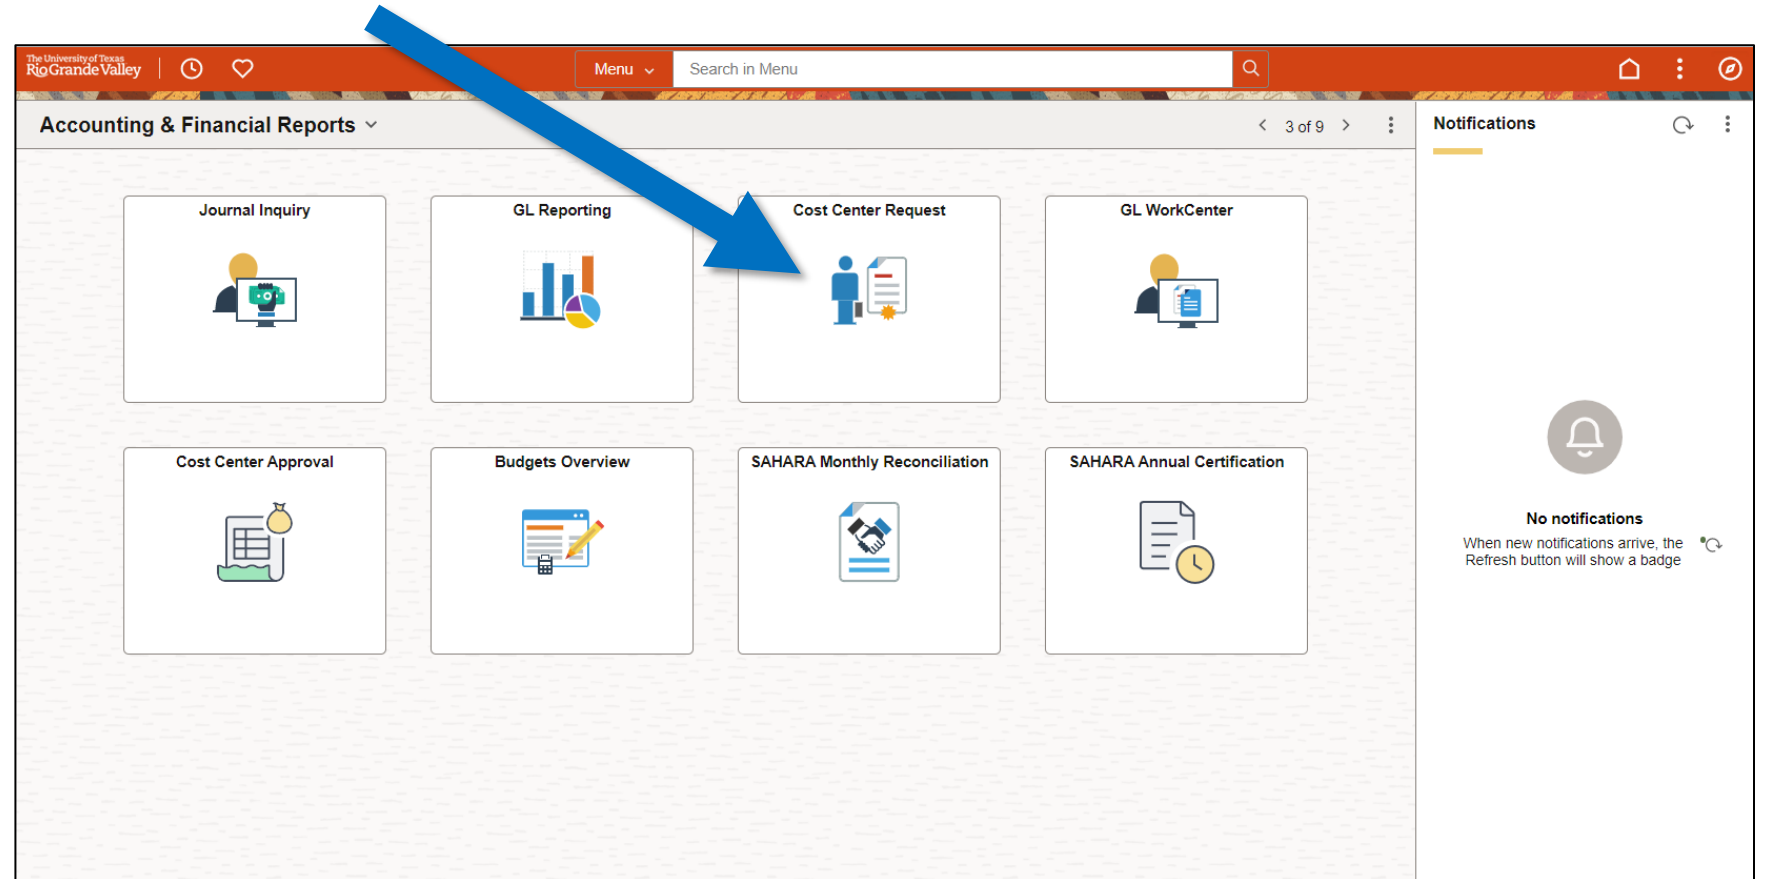 The University of Texas
RioGrande Valley
Menu
Search in Menu
Accounting & Financial Reports
3 of 9
Notifications
Journal Inquiry
GL Reporting
Cost Center Request
GL WorkCenter
Cost Center Approval
Budgets Overview
SAHARA Monthly Reconciliation
SAHARA Annual Certification
No notifications
When new notifications arrive, the
Refresh button will show a badge